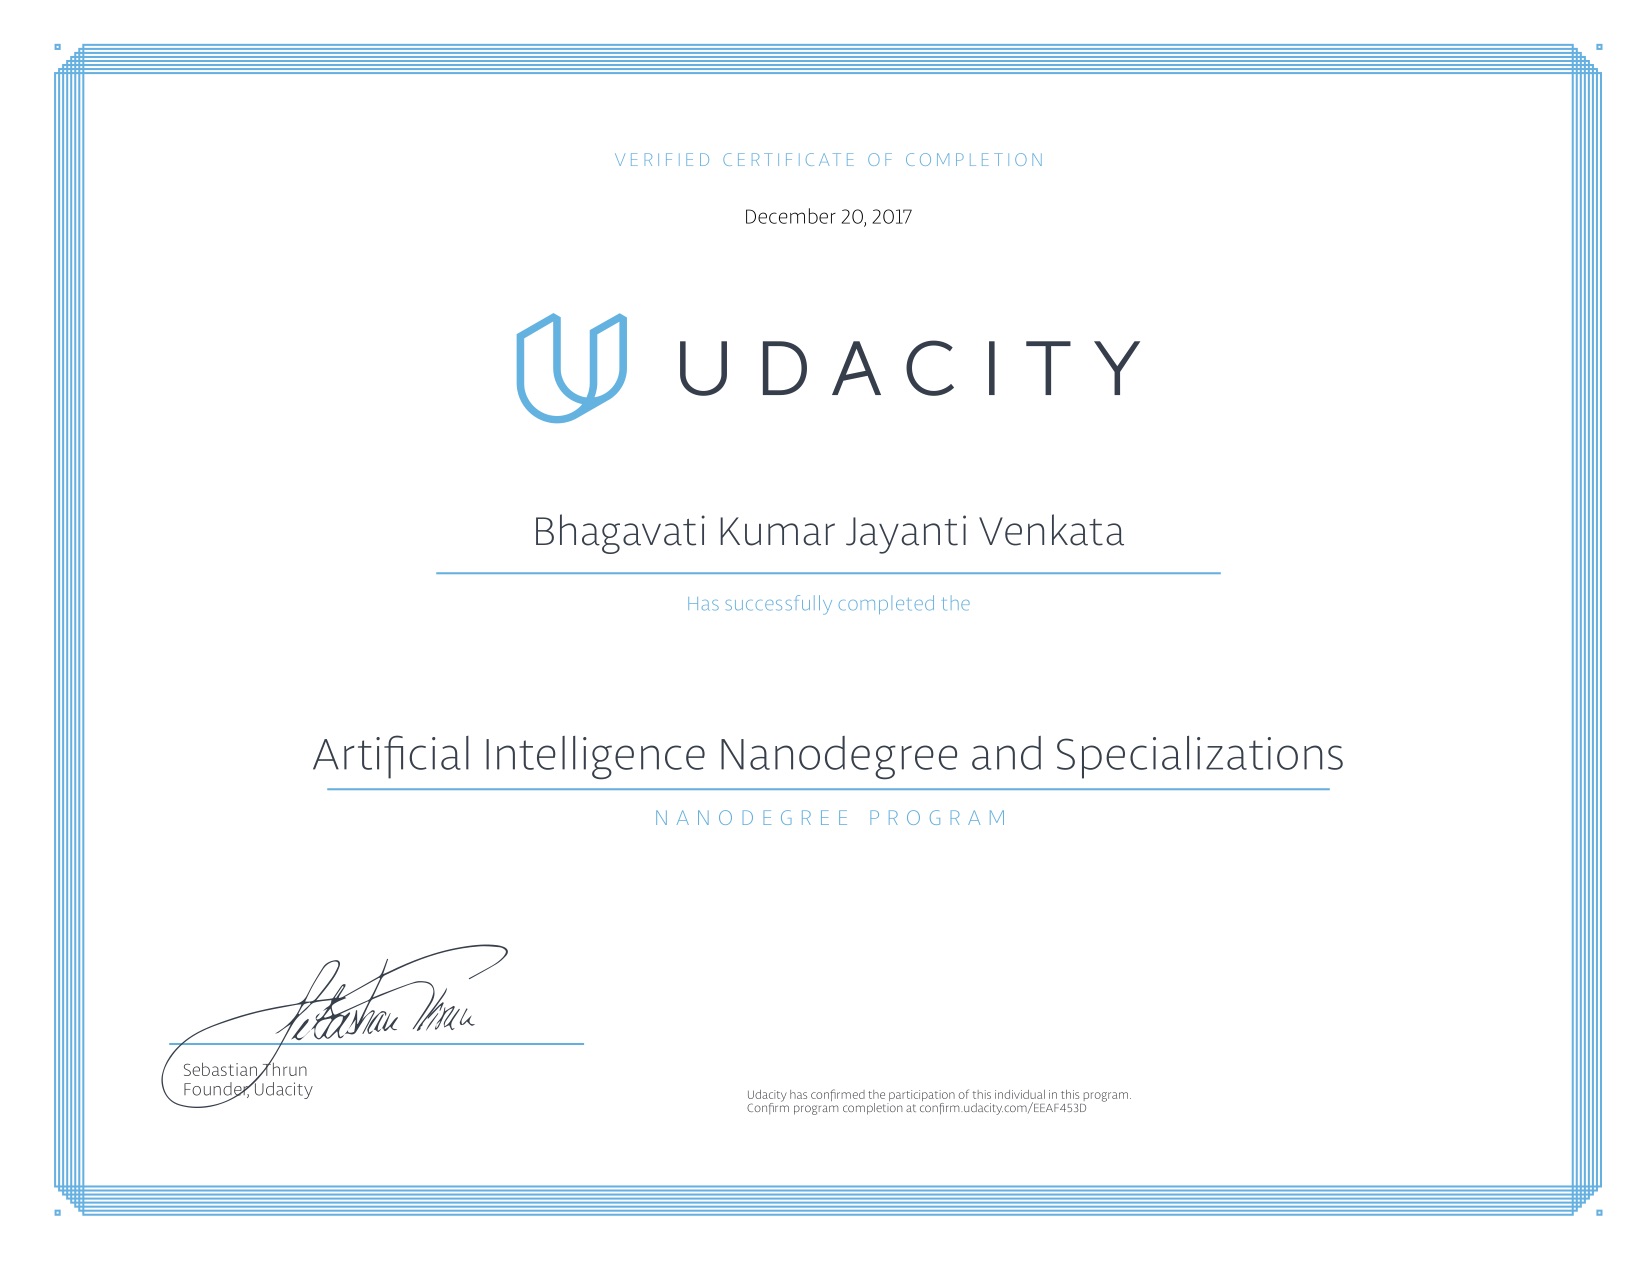 VERIFIED CERTIFICATE OF COMPLETION
December 20, 2017
UDACITY
Bhagavati Kumar Jayanti Venkata
Has successfully completed the
Artificial Intelligence Nanodegree and Specializations
NANODEGREE PROGRAM
Sebastian Thrun
Sebastian Thrun
Founder, Udacity
Udacity has confirmed the participation of this individual in this program.
Confirm program completion at confirm.udacity.com/EEAF453D